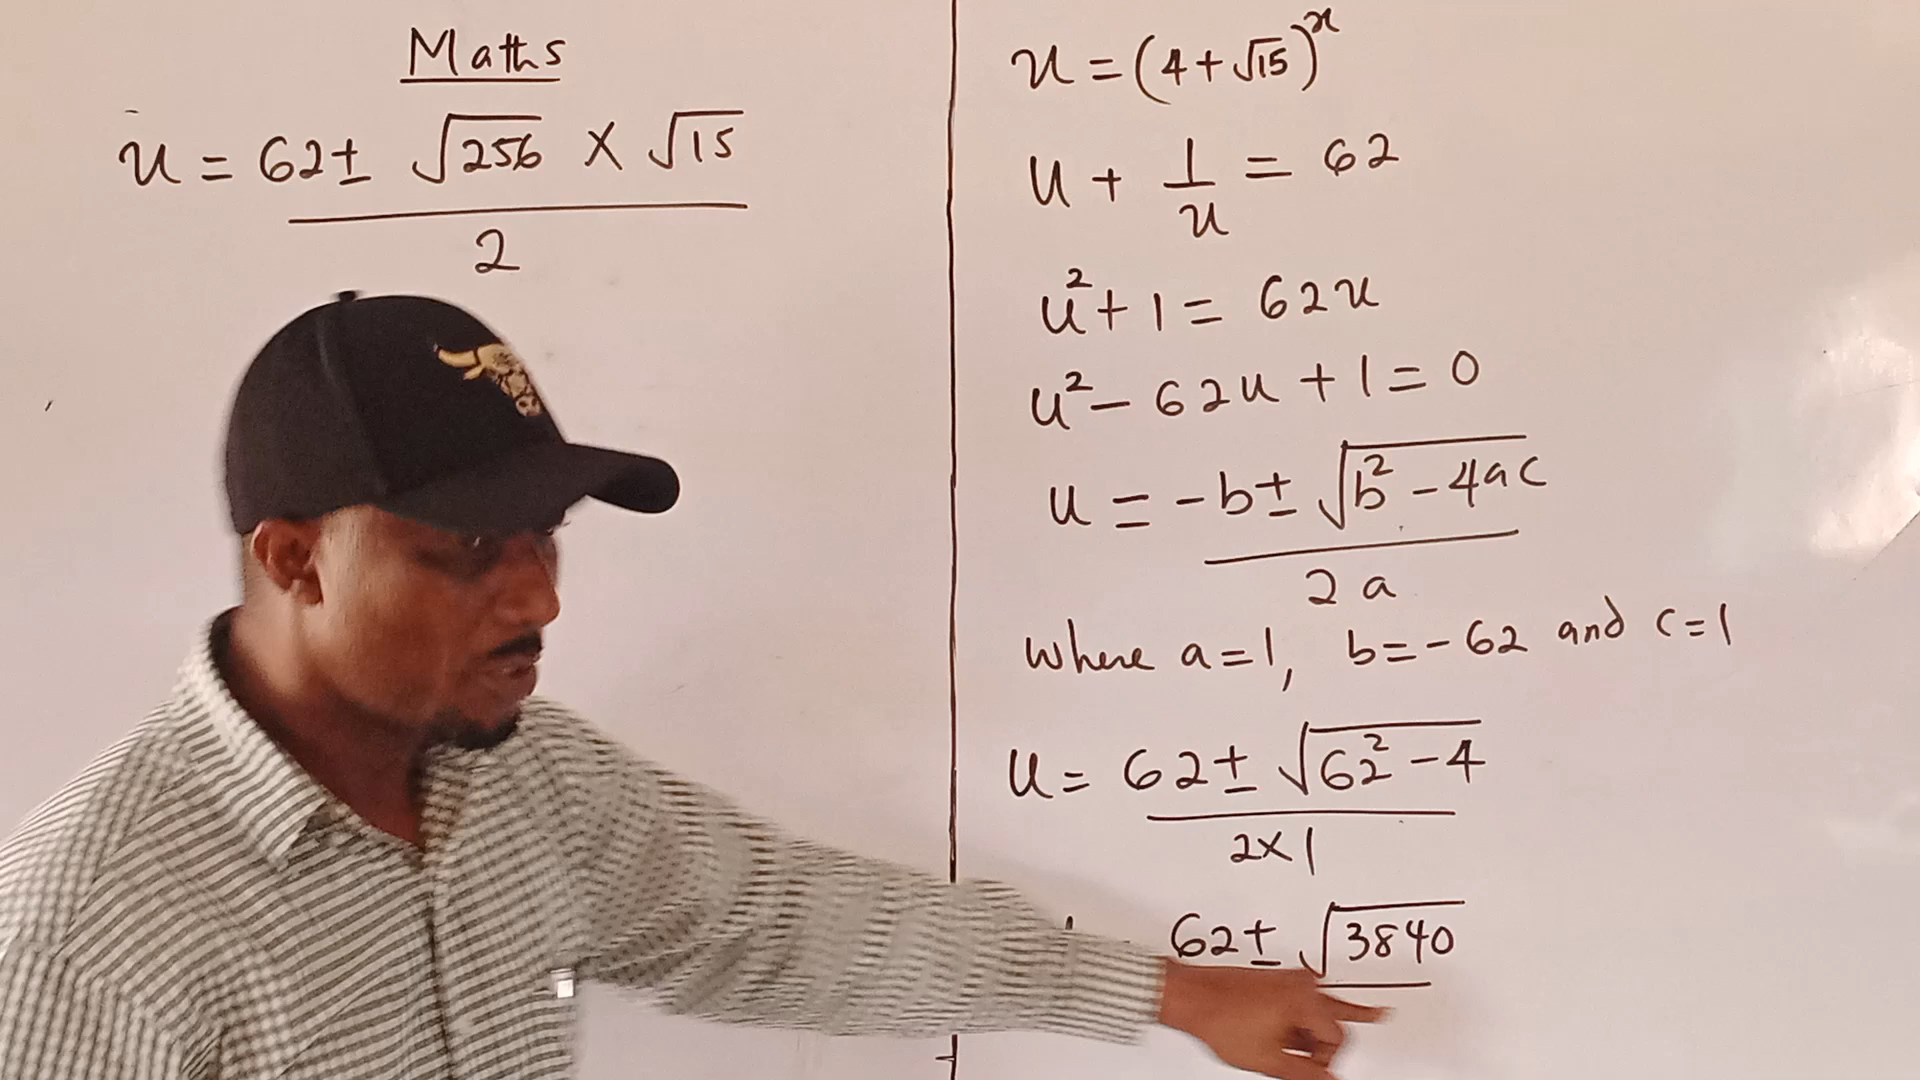 Maths
u = 62± √256 × √15
2
u = (4+√15)^x
u + 1/u = 62
u²+1 = 62u
u² - 62u + 1 = 0
u = -b± √b² - 4ac
2a
Where a=1, b=-62 and c=1
u = 62± √62² - 4
2×1
62± √3840